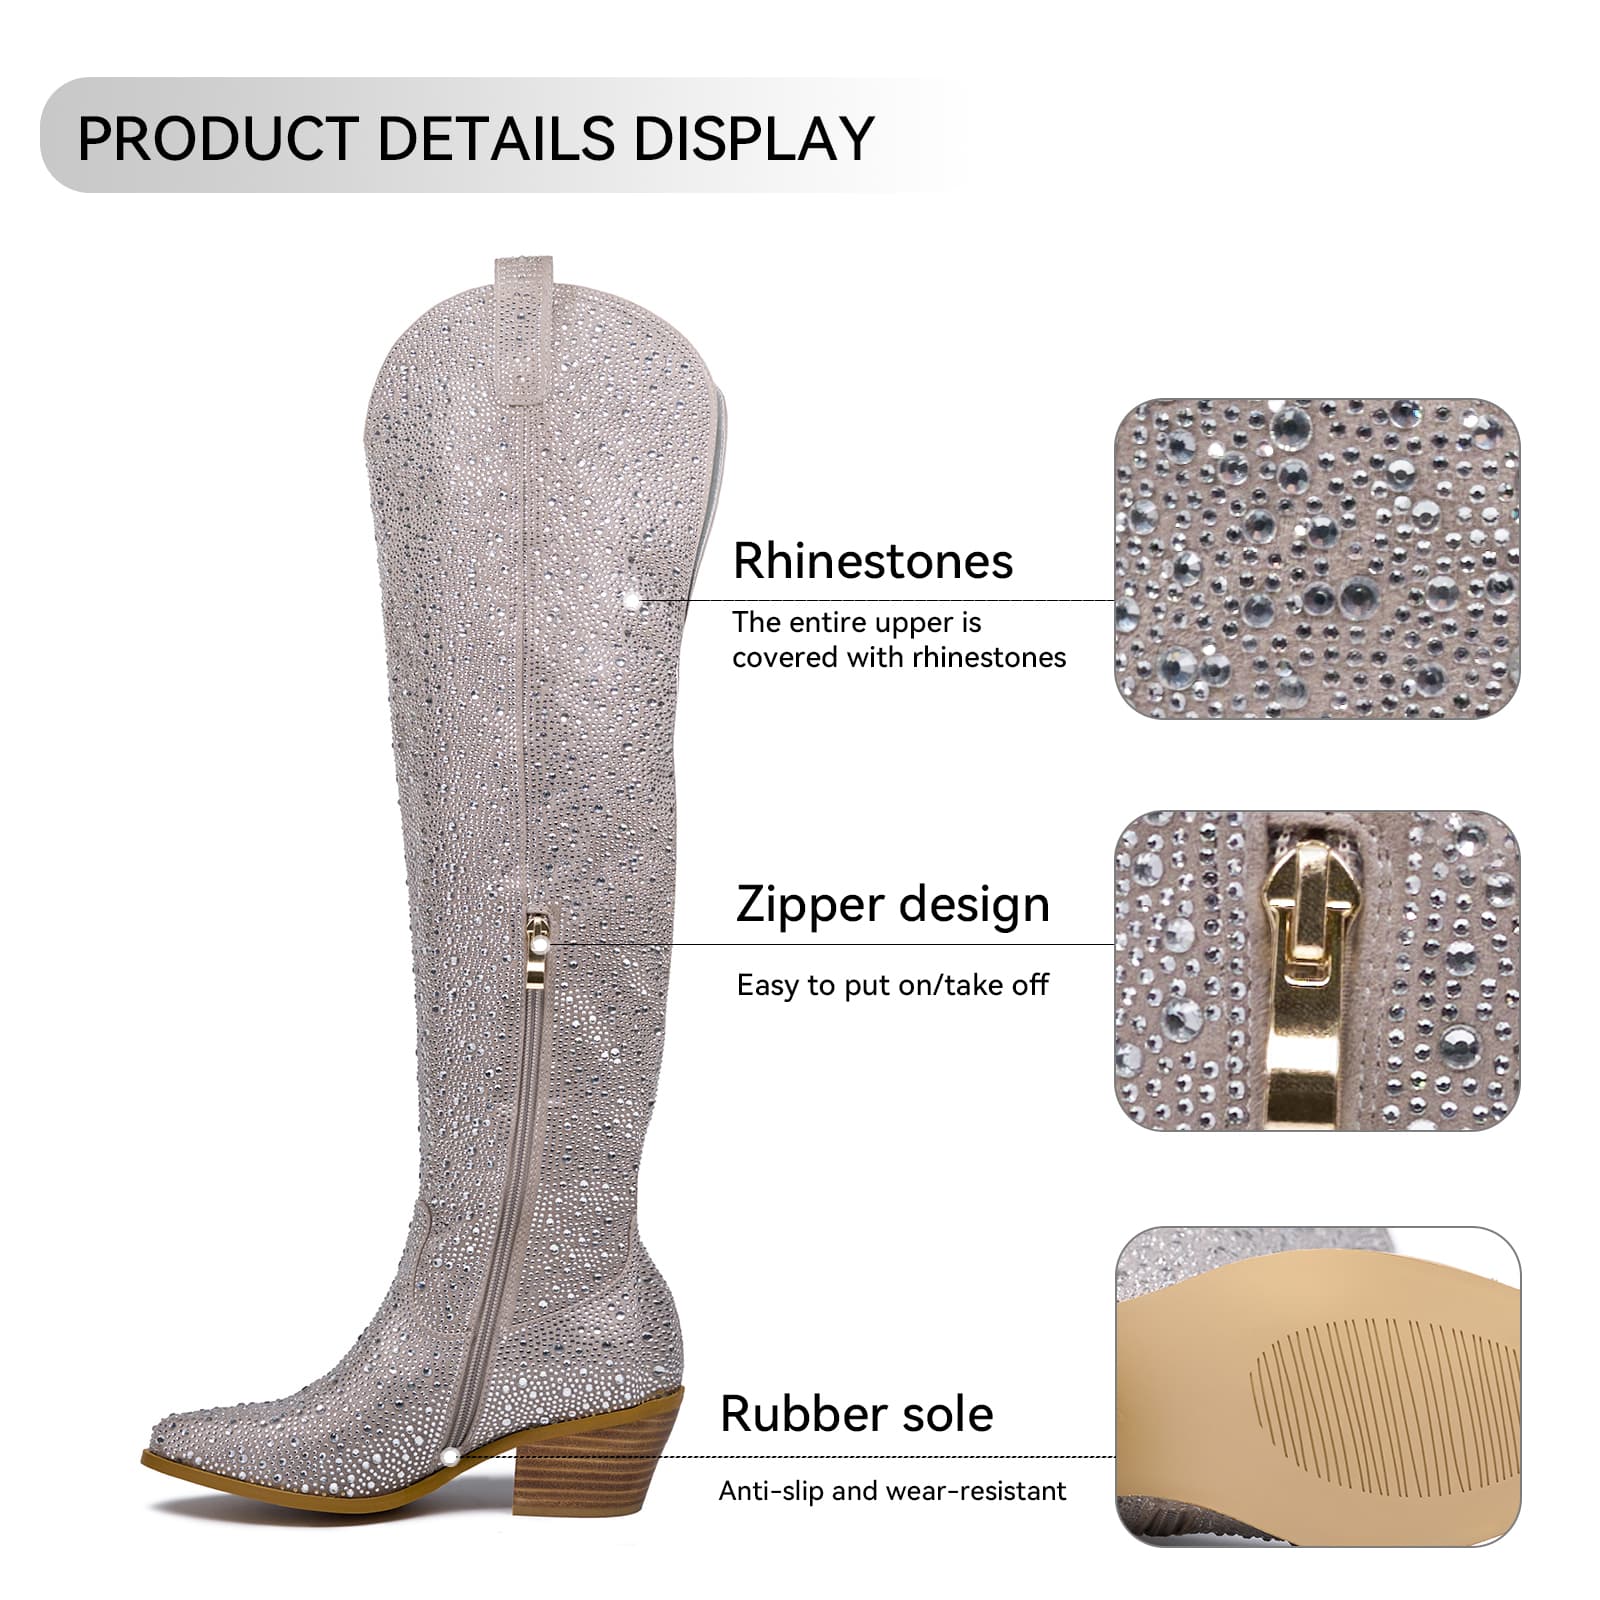 PRODUCT DETAILS DISPLAY
Rhinestones
The entire upper is
covered with rhinestones
Zipper design
Easy to put on/take off
Rubber sole
Anti-slip and wear-resistant